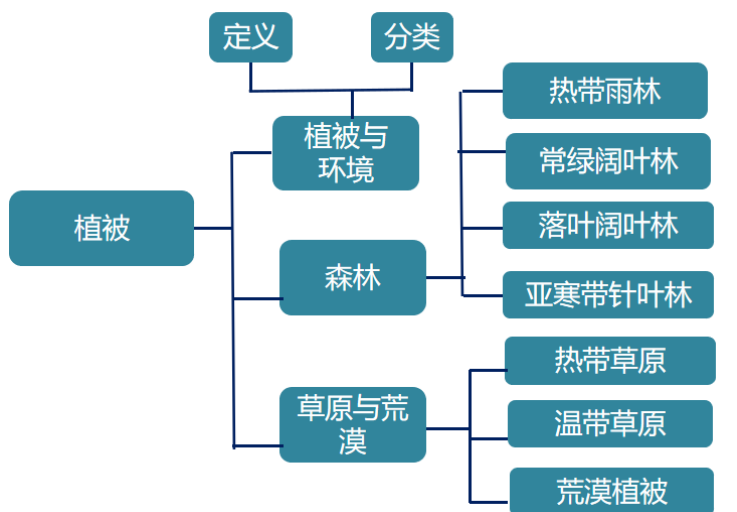 定义
分类
植被与
环境
植被
森林
草原与荒
漠
热带雨林
常绿阔叶林
落叶阔叶林
亚寒带针叶林
热带草原
温带草原
荒漠植被